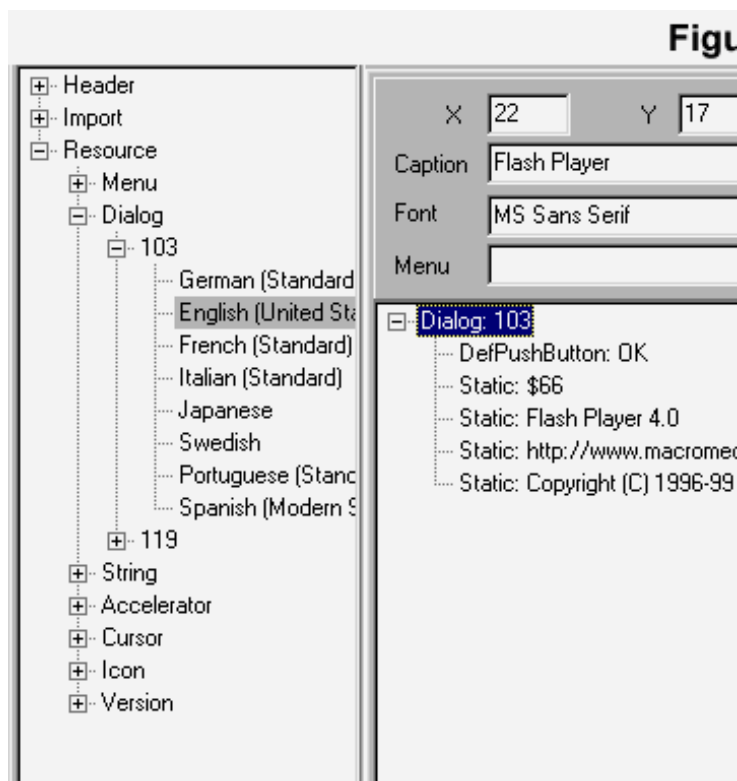 Figu
Header
Import
Resource
Menu
Dialog
103
German (Standard
English (United Sta
French (Standard)
Italian (Standard)
Japanese
Swedish
Portuguese (Stand
Spanish (Modern S
119
String
Accelerator
Cursor
Icon
Version
X 22 Y 17
Caption Flash Player
Font MS Sans Serif
Menu
Dialog: 103
DefPushButton: OK
Static: $66
Static: Flash Player 4.0
Static: http://www.macromed
Static: Copyright (C) 1996-99